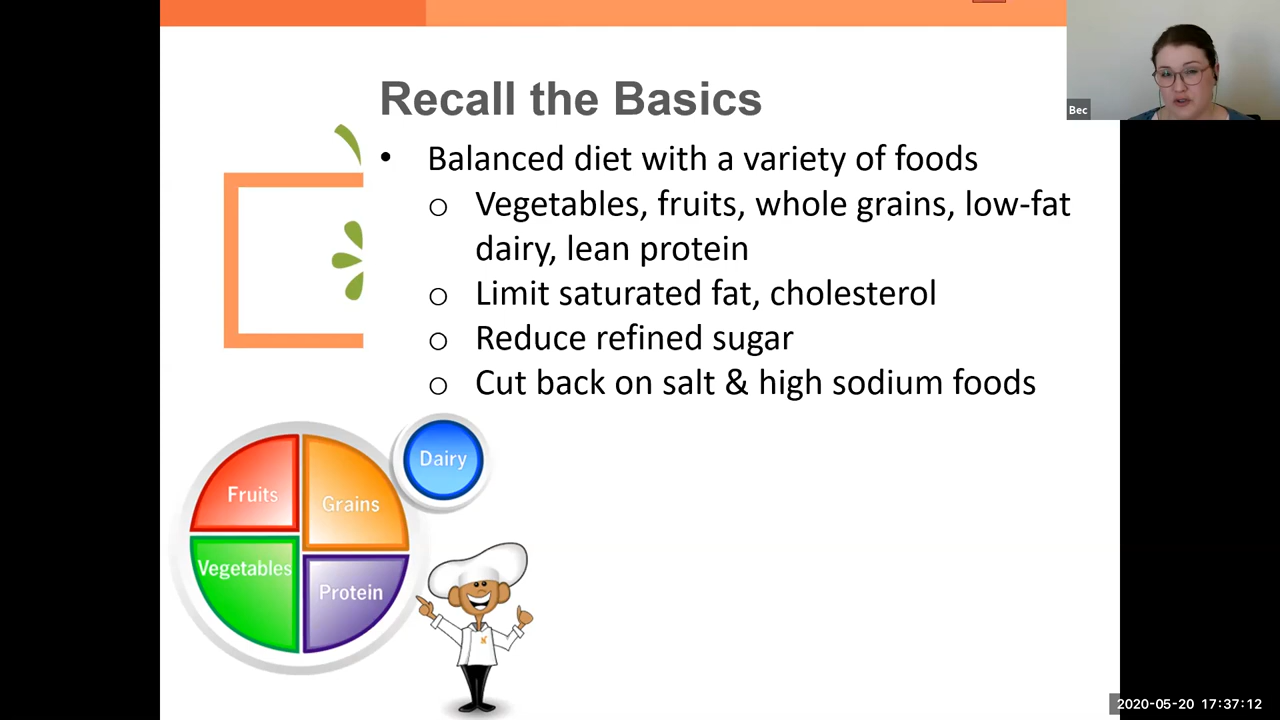 Recall the Basics
• Balanced diet with a variety of foods
o Vegetables, fruits, whole grains, low-fat
dairy, lean protein
o Limit saturated fat, cholesterol
o Reduce refined sugar
o Cut back on salt & high sodium foods
Bec
Dairy
Fruits
Grains
Vegetables
Protein
2020-05-20 17:37:12